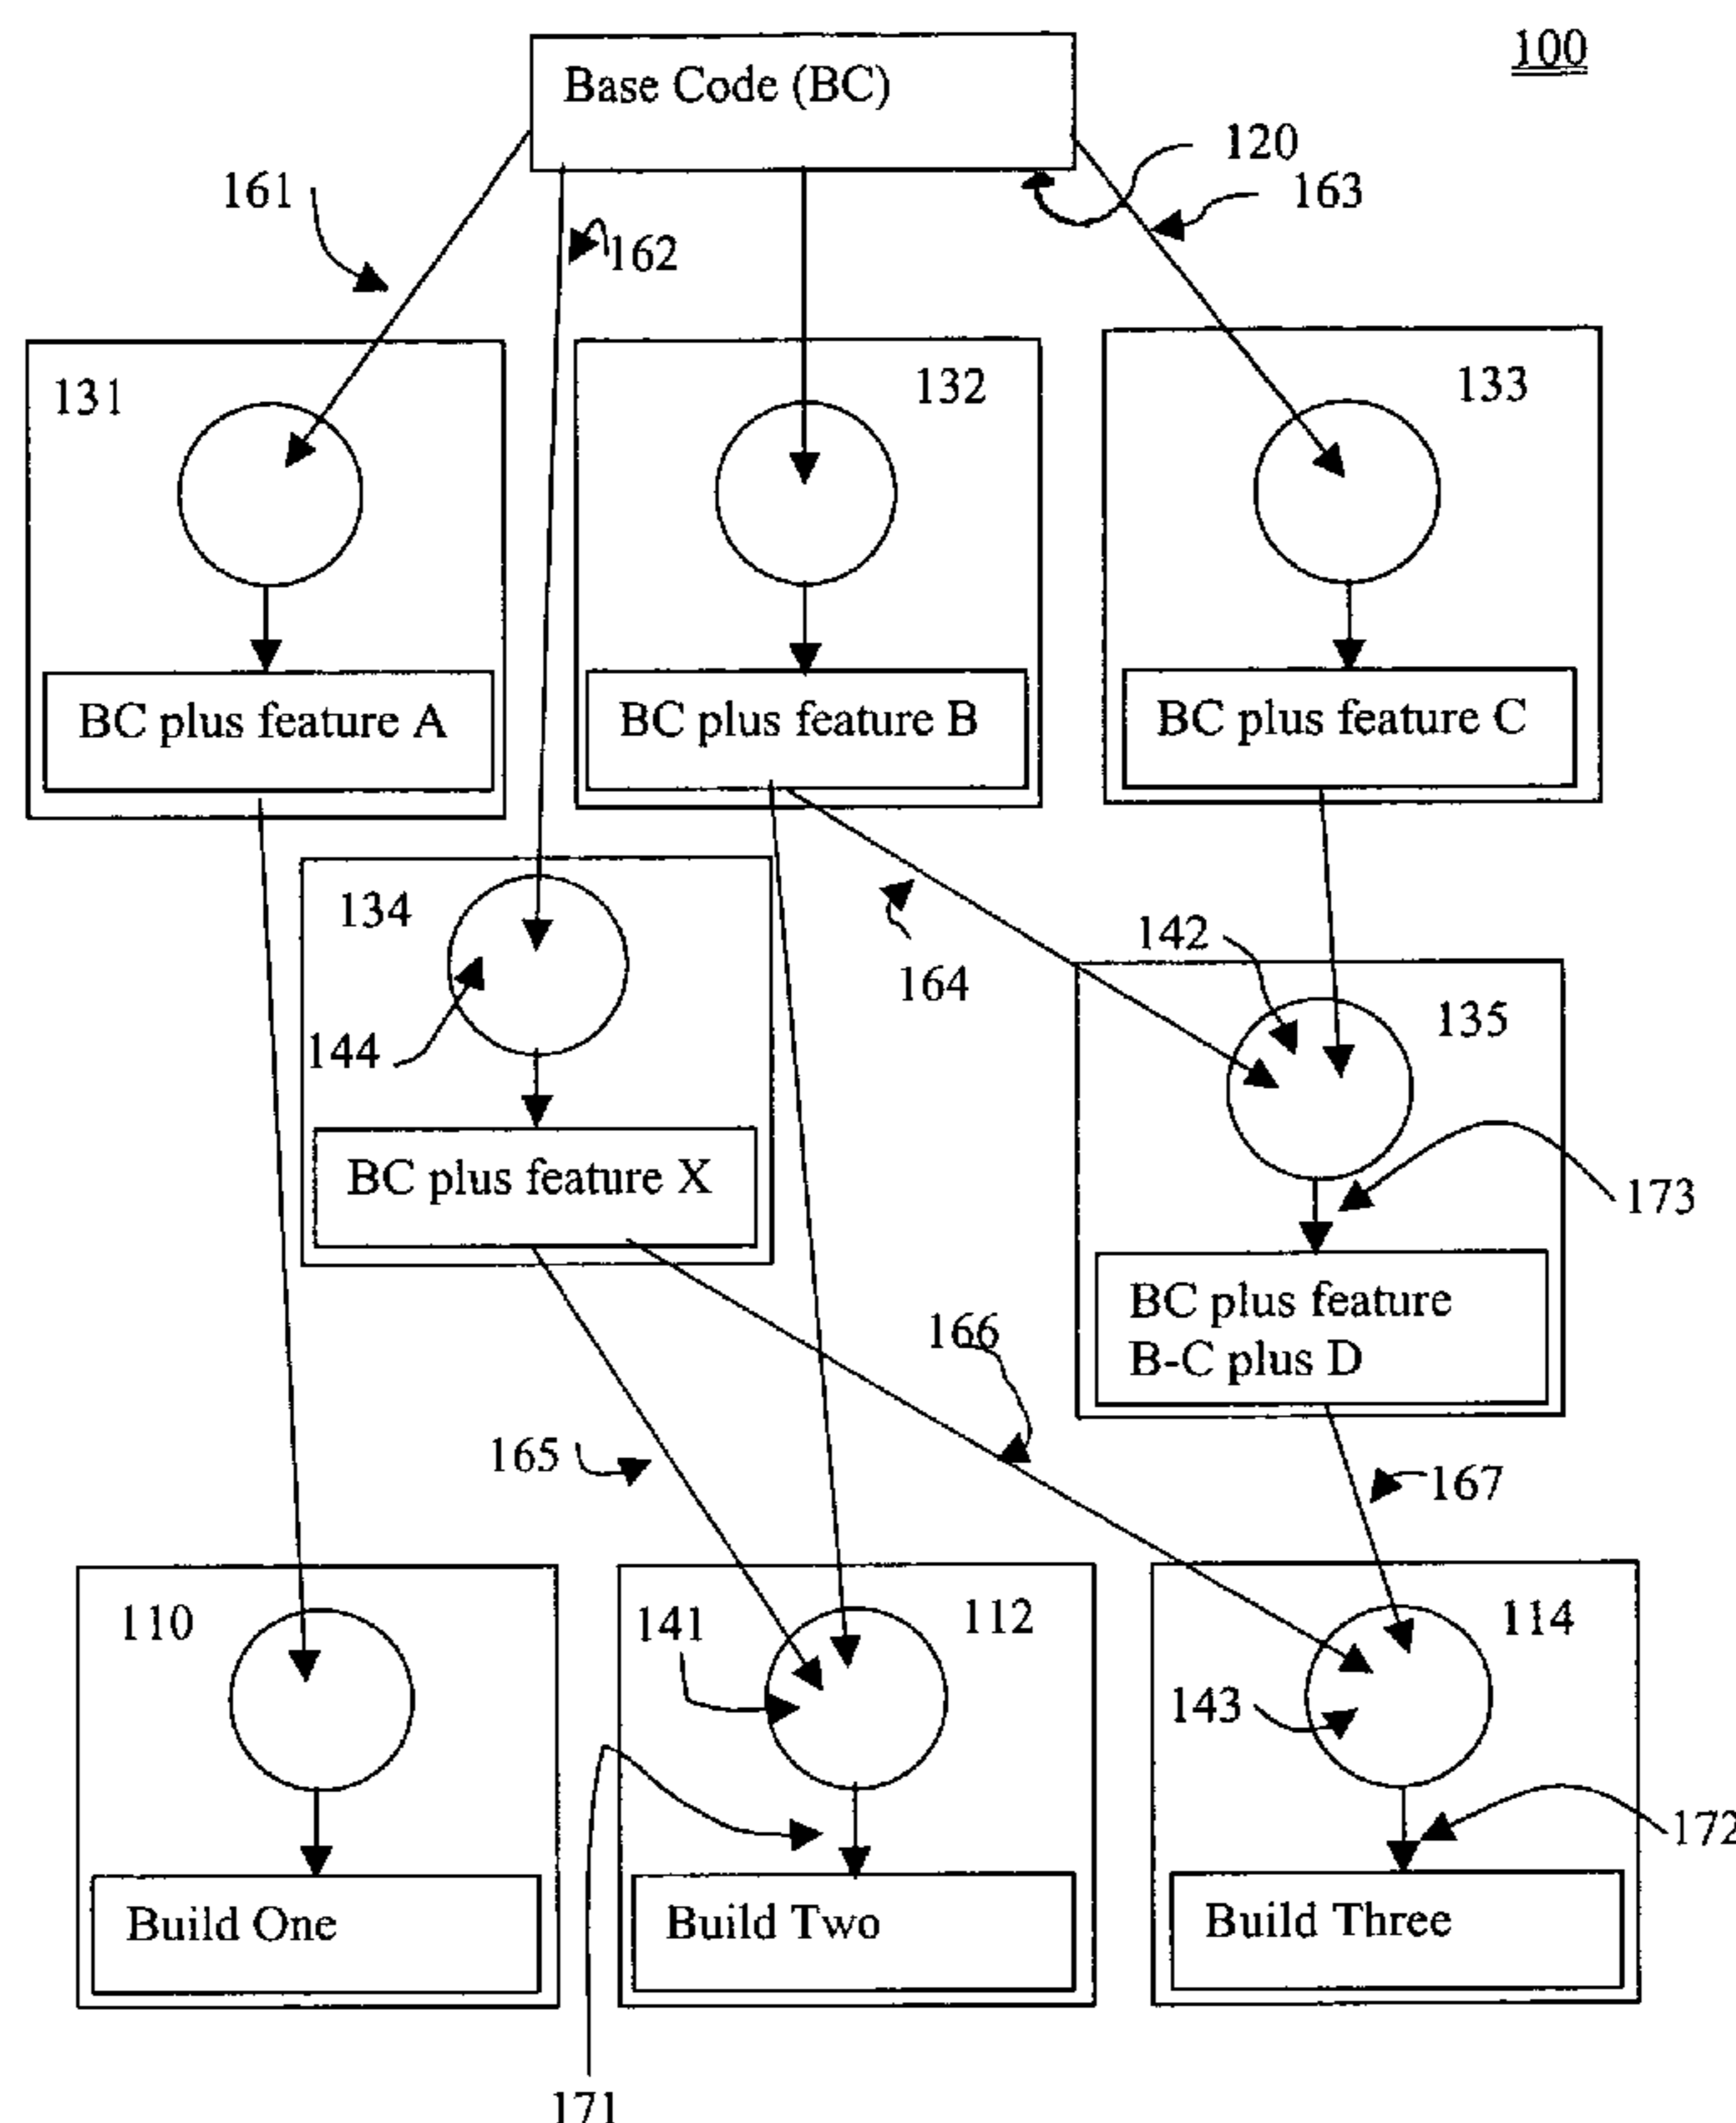 100
Base Code (BC)
120
161
163
162
131
132
133
BC plus feature A
BC plus feature B
BC plus feature C
134
142
164
135
144
BC plus feature X
173
BC plus feature
B-C plus D
166
165
167
110
141
112
114
143
172
Build One
Build Two
Build Three
171